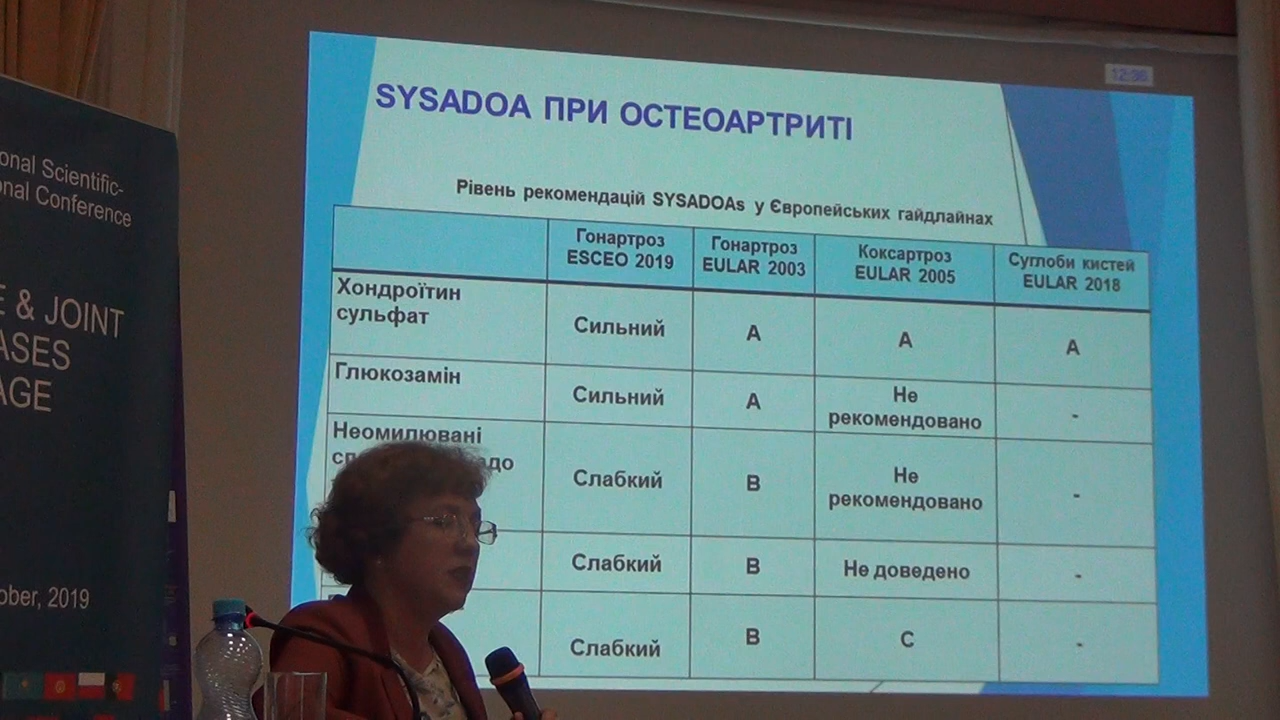 onal Scientific-
onal Conference
E & JOINT
ASES
AGE
ober, 2019
12:36
SYSADOA ПРИ ОСТЕОАРТРИТІ
Рівень рекомендацій SYSADOAs у Європейських гайдлайнах
Гонартроз ESCEO 2019
Гонартроз EULAR 2003
Коксартроз EULAR 2005
Суглоби кистей EULAR 2018
Хондроїтин сульфат
Сильний
А
А
А
Глюкозамін
Сильний
А
Не рекомендовано
-
Неомилювані
Слабкий
В
Не рекомендовано
-
Слабкий
В
Не доведено
-
Слабкий
В
С
-